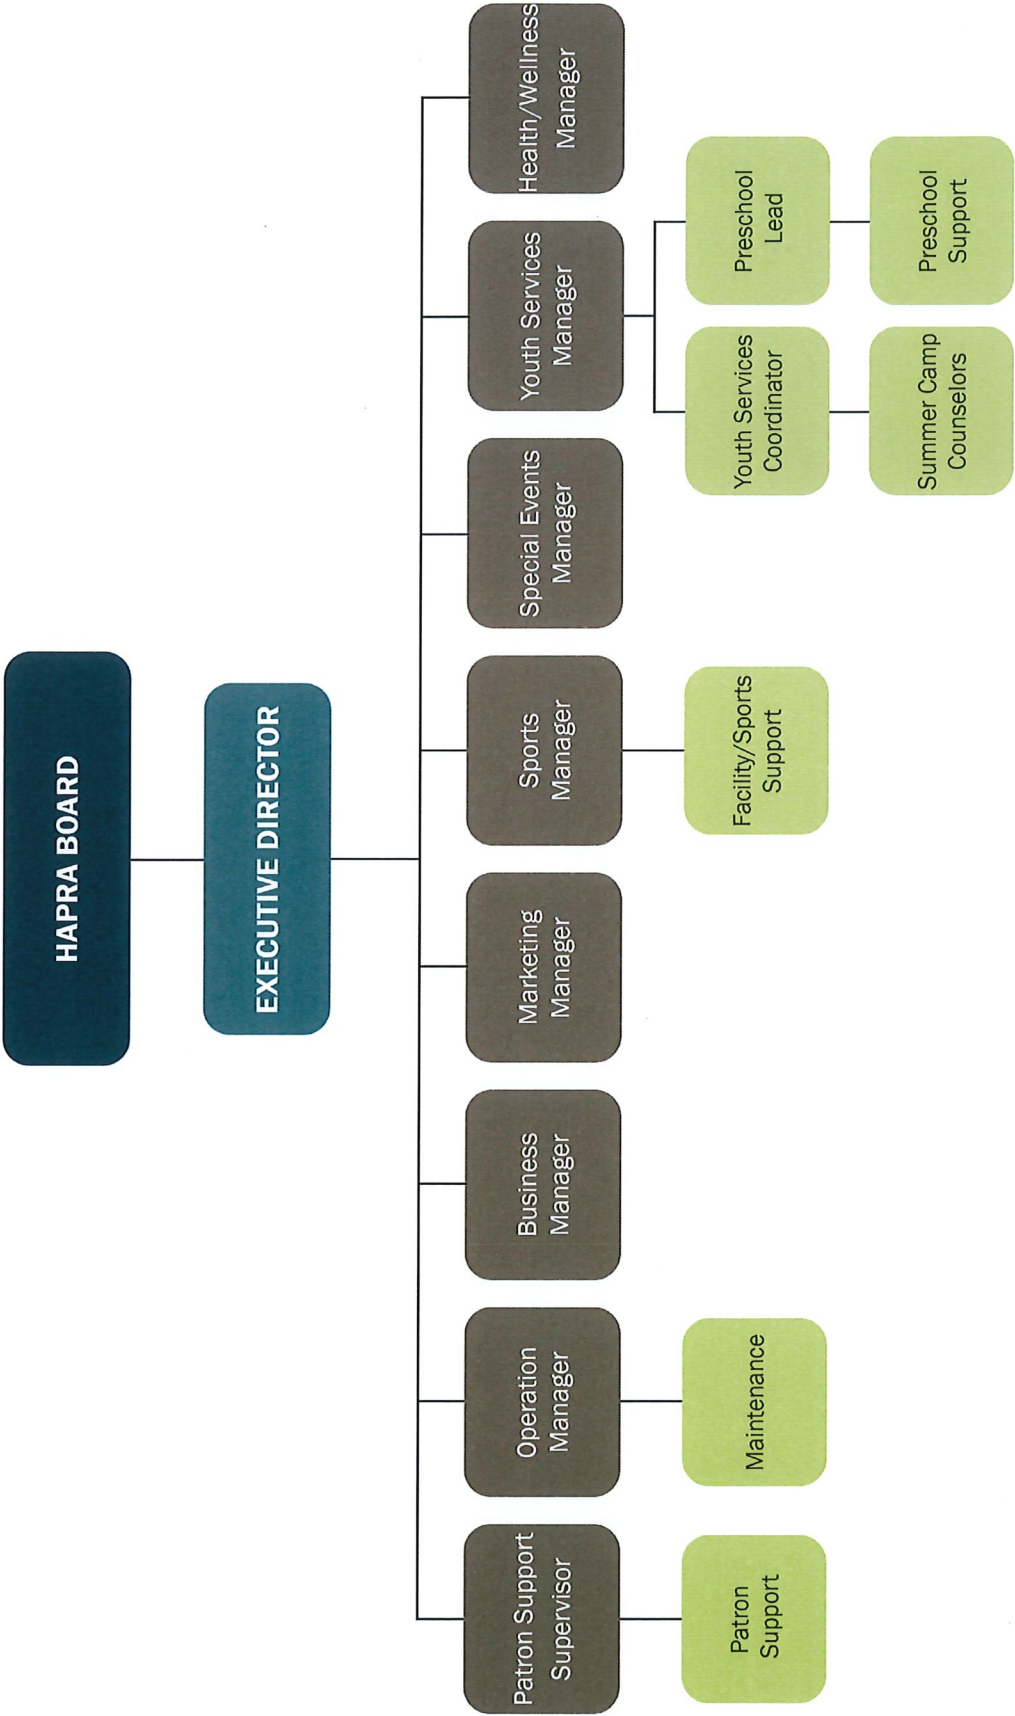 HAPRA BOARD
EXECUTIVE DIRECTOR
Patron Support
Supervisor
Operation
Manager
Business
Manager
Marketing
Manager
Sports
Manager
Special Events
Manager
Youth Services
Manager
Health/Wellness
Manager
Patron
Support
Maintenance
Facility/Sports
Support
Youth Services
Coordinator
Preschool
Lead
Summer Camp
Counselors
Preschool
Support